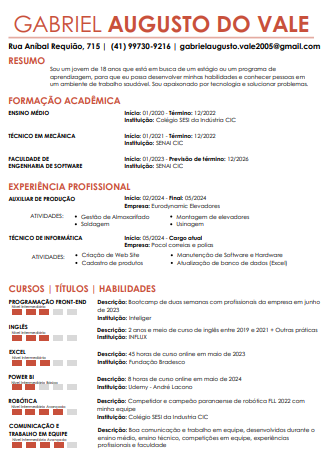 GABRIEL AUGUSTO DO VALE
Rua Aníbal Requião, 715 | (41) 99730-9216 | gabrielaugusto.vale2005@gmail.com
RESUMO
Sou um jovem de 18 anos que está em busca de um estágio ou um programa de
aprendizagem, para que eu possa desenvolver minhas habilidades e conhecer pessoas em
um ambiente de trabalho saudável. Sou apaixonado por tecnologia e solucionar problemas.
FORMAÇÃO ACADÊMICA
ENSINO MÉDIO
Início: 01/2020 - Término: 12/2022
Instituição: Colégio SESI da Indústria CIC
TÉCNICO EM MECÂNICA
Início: 01/2021 - Término: 12/2022
Instituição: SENAI CIC
FACULDADE DE
ENGENHARIA DE SOFTWARE
Início: 01/2023 - Previsão de término: 12/2026
Instituição: SENAI CIC
EXPERIÊNCIA PROFISSIONAL
AUXILIAR DE PRODUÇÃO
Início: 02/2024 - Final: 05/2024
Empresa: Eurodynamic Elevadores
ATIVIDADES:
• Gestão de Almoxarifado
• Soldagem
• Montagem de elevadores
• Usinagem
TÉCNICO DE INFORMÁTICA
Início: 05/2024 - Cargo atual
Empresa: Pocal correias e polias
ATIVIDADES:
• Criação de Web Site
• Cadastro de produtos
• Manutenção de Software e Hardware
• Atualização de banco de dados (Excel)
CURSOS | TÍTULOS | HABILIDADES
PROGRAMAÇÃO FRONT-END
Nível Intermediário
Descrição: Bootcamp de duas semanas com profissionais da empresa em junho
de 2023
Instituição: Inteliger
INGLÊS
Nível Intermediário
Descrição: 2 anos e meio de curso de inglês entre 2019 e 2021 + Outras práticas
Instituição: INFLUX
EXCEL
Nível Intermediário
Descrição: 45 horas de curso online em maio de 2023
Instituição: Fundação Bradesco
POWER BI
Nível Intermediário Básico
Descrição: 8 horas de curso online em maio de 2024
Instituição: Udemy - André Lacono
ROBÓTICA
Nível Intermediário Avançado
Descrição: Competidor e campeão paranaense de robótica FLL 2022 com
minha equipe
Instituição: Colégio SESI da Indústria CIC
COMUNICAÇÃO E
TRABALHO EM EQUIPE
Nível Intermediário Avançado
Descrição: Boa comunicação e trabalho em equipe, desenvolvidas durante o
ensino médio, ensino técnico, competições em equipe, experiências
profissionais e faculdade